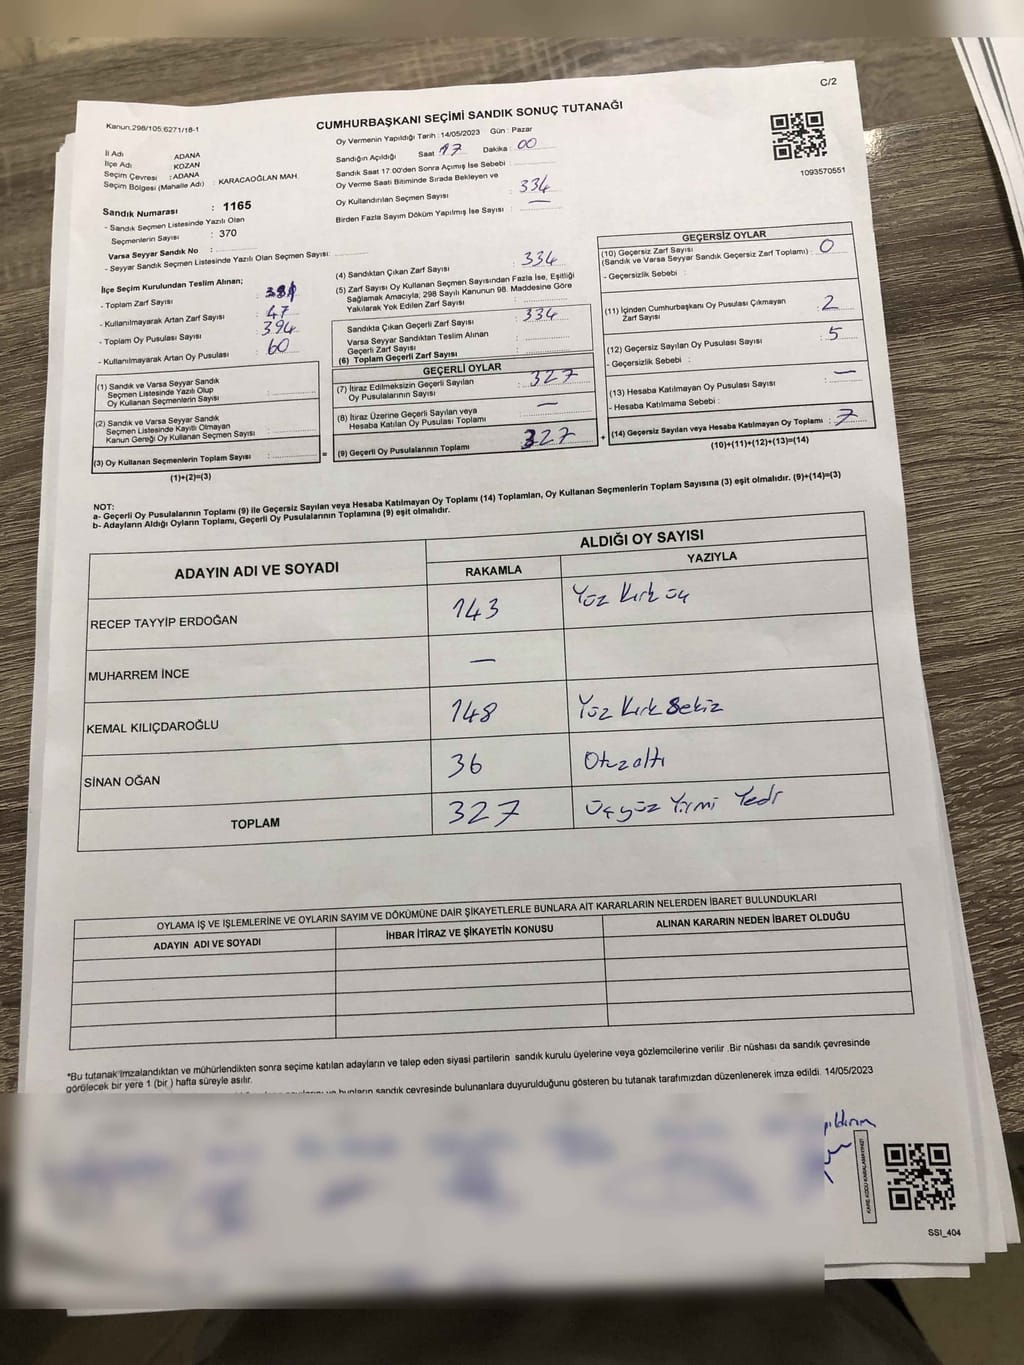 C/2
Kanun,298/105;6271/18-1
CUMHURBAŞKANI SEÇİMİ SANDIK SONUÇ TUTANAĞI
1093570551
İl Adı : ADANA
İlçe Adı : KOZAN
Seçim Çevresi : ADANA
Seçim Bölgesi (Mahalle Adı) : KARACAOĞLAN MAH.
Sandık Numarası : 1165
- Sandık Seçmen Listesinde Yazılı Olan
Seçmenlerin Sayısı : 370
Varsa Seyyar Sandık No :
- Seyyar Sandık Seçmen Listesinde Yazılı Olan Seçmen Sayısı:
Oy Vermenin Yapıldığı Tarih : 14/05/2023 Gün : Pazar
Sandığın Açıldığı Saat : 17 Dakika : 00
Sandık Saat 17:00'den Sonra Açımış İse Sebebi :
Oy Verme Saati Bitiminde Sırada Bekleyen ve
Oy Kullandırılan Seçmen Sayısı : 334
Birden Fazla Sayım Döküm Yapılmış İse Sayısı : —
İlçe Seçim Kurulundan Teslim Alınan;
- Toplam Zarf Sayısı : 381
- Kullanılmayarak Artan Zarf Sayısı : 47
- Toplam Oy Pusulası Sayısı : 394
- Kullanılmayarak Artan Oy Pusulası : 60
(1) Sandık ve Varsa Seyyar Sandık
Seçmen Listesinde Yazılı Olup
Oy Kullanan Seçmenlerin Sayısı :
(2) Sandık ve Varsa Seyyar Sandık
Seçmen Listesinde Kayıtlı Olmayan
Kanun Gereği Oy Kullanan Seçmen Sayısı :
(3) Oy Kullanan Seçmenlerin Toplam Sayısı : =
(1)+(2)=(3)
(4) Sandıktan Çıkan Zarf Sayısı : 334
(5) Zarf Sayısı Oy Kullanan Seçmen Sayısından Fazla İse, Eşitliği
Sağlamak Amacıyla, 298 Sayılı Kanunun 98. Maddesine Göre
Yakılarak Yok Edilen Zarf Sayısı :
Sandıkta Çıkan Geçerli Zarf Sayısı : 334
Varsa Seyyar Sandıktan Teslim Alınan
Geçerli Zarf Sayısı :
(6) Toplam Geçerli Zarf Sayısı :
GEÇERLİ OYLAR
(7) İtiraz Edilmeksizin Geçerli Sayılan
Oy Pusulalarının Sayısı : 327
(8) İtiraz Üzerine Geçerli Sayılan veya
Hesaba Katılan Oy Pusulası Toplamı : —
(9) Geçerli Oy Pusulalarının Toplamı : 327 +
GEÇERSİZ OYLAR
(10) Geçersiz Zarf Sayısı
(Sandık ve Varsa Seyyar Sandık Geçersiz Zarf Toplamı) : 0
- Geçersizlik Sebebi :
(11) İçinden Cumhurbaşkanı Oy Pusulası Çıkmayan
Zarf Sayısı : 2
(12) Geçersiz Sayılan Oy Pusulası Sayısı : 5
- Geçersizlik Sebebi :
(13) Hesaba Katılmayan Oy Pusulası Sayısı : —
- Hesaba Katılmama Sebebi :
(14) Geçersiz Sayılan veya Hesaba Katılmayan Oy Toplamı : 7
(10)+(11)+(12)+(13)=(14)
NOT:
a- Geçerli Oy Pusulalarının Toplamı (9) ile Geçersiz Sayılan veya Hesaba Katılmayan Oy Toplamı (14) Toplamları, Oy Kullanan Seçmenlerin Toplam Sayısına (3) eşit olmalıdır. (9)+(14)=(3)
b- Adayların Aldığı Oyların Toplamı, Geçerli Oy Pusulalarının Toplamına (9) eşit olmalıdır.
ADAYIN ADI VE SOYADI
ALDIĞI OY SAYISI
RAKAMLA YAZIYLA
RECEP TAYYİP ERDOĞAN 143 Yüz Kırk üç
MUHARREM İNCE —
KEMAL KILIÇDAROĞLU 148 Yüz Kırk Sekiz
SİNAN OĞAN 36 Otuzaltı
TOPLAM 327 Üçyüz Yirmi Yedi
OYLAMA İŞ VE İŞLEMLERİNE VE OYLARIN SAYIM VE DÖKÜMÜNE DAİR ŞİKAYETLERLE BUNLARA AİT KARARLARIN NELERDEN İBARET BULUNDUKLARI
ADAYIN ADI VE SOYADI İHBAR İTİRAZ VE ŞİKAYETİN KONUSU ALINAN KARARIN NEDEN İBARET OLDUĞU
*Bu tutanak imzalandıktan ve mühürlendikten sonra seçime katılan adayların ve talep eden siyasi partilerin sandık kurulu üyelerine veya gözlemcilerine verilir .Bir nüshası da sandık çevresinde
görülecek bir yere 1 (bir ) hafta süreyle asılır.
bunların sandık çevresinde bulunanlara duyurulduğunu gösteren bu tutanak tarafımızdan düzenlenerek imza edildi. 14/05/2023
KARE KODU KARALAMAYINIZ!
SSI_404